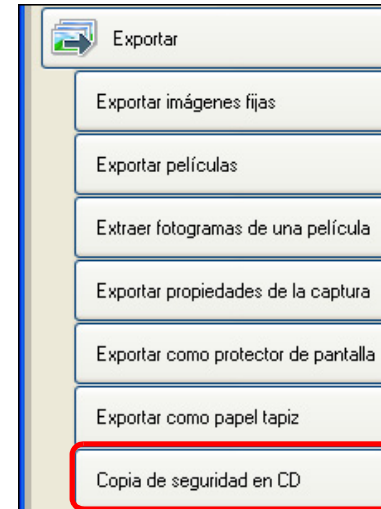 Exportar
Exportar imágenes fijas
Exportar películas
Extraer fotogramas de una película
Exportar propiedades de la captura
Exportar como protector de pantalla
Exportar como papel tapiz
Copia de seguridad en CD